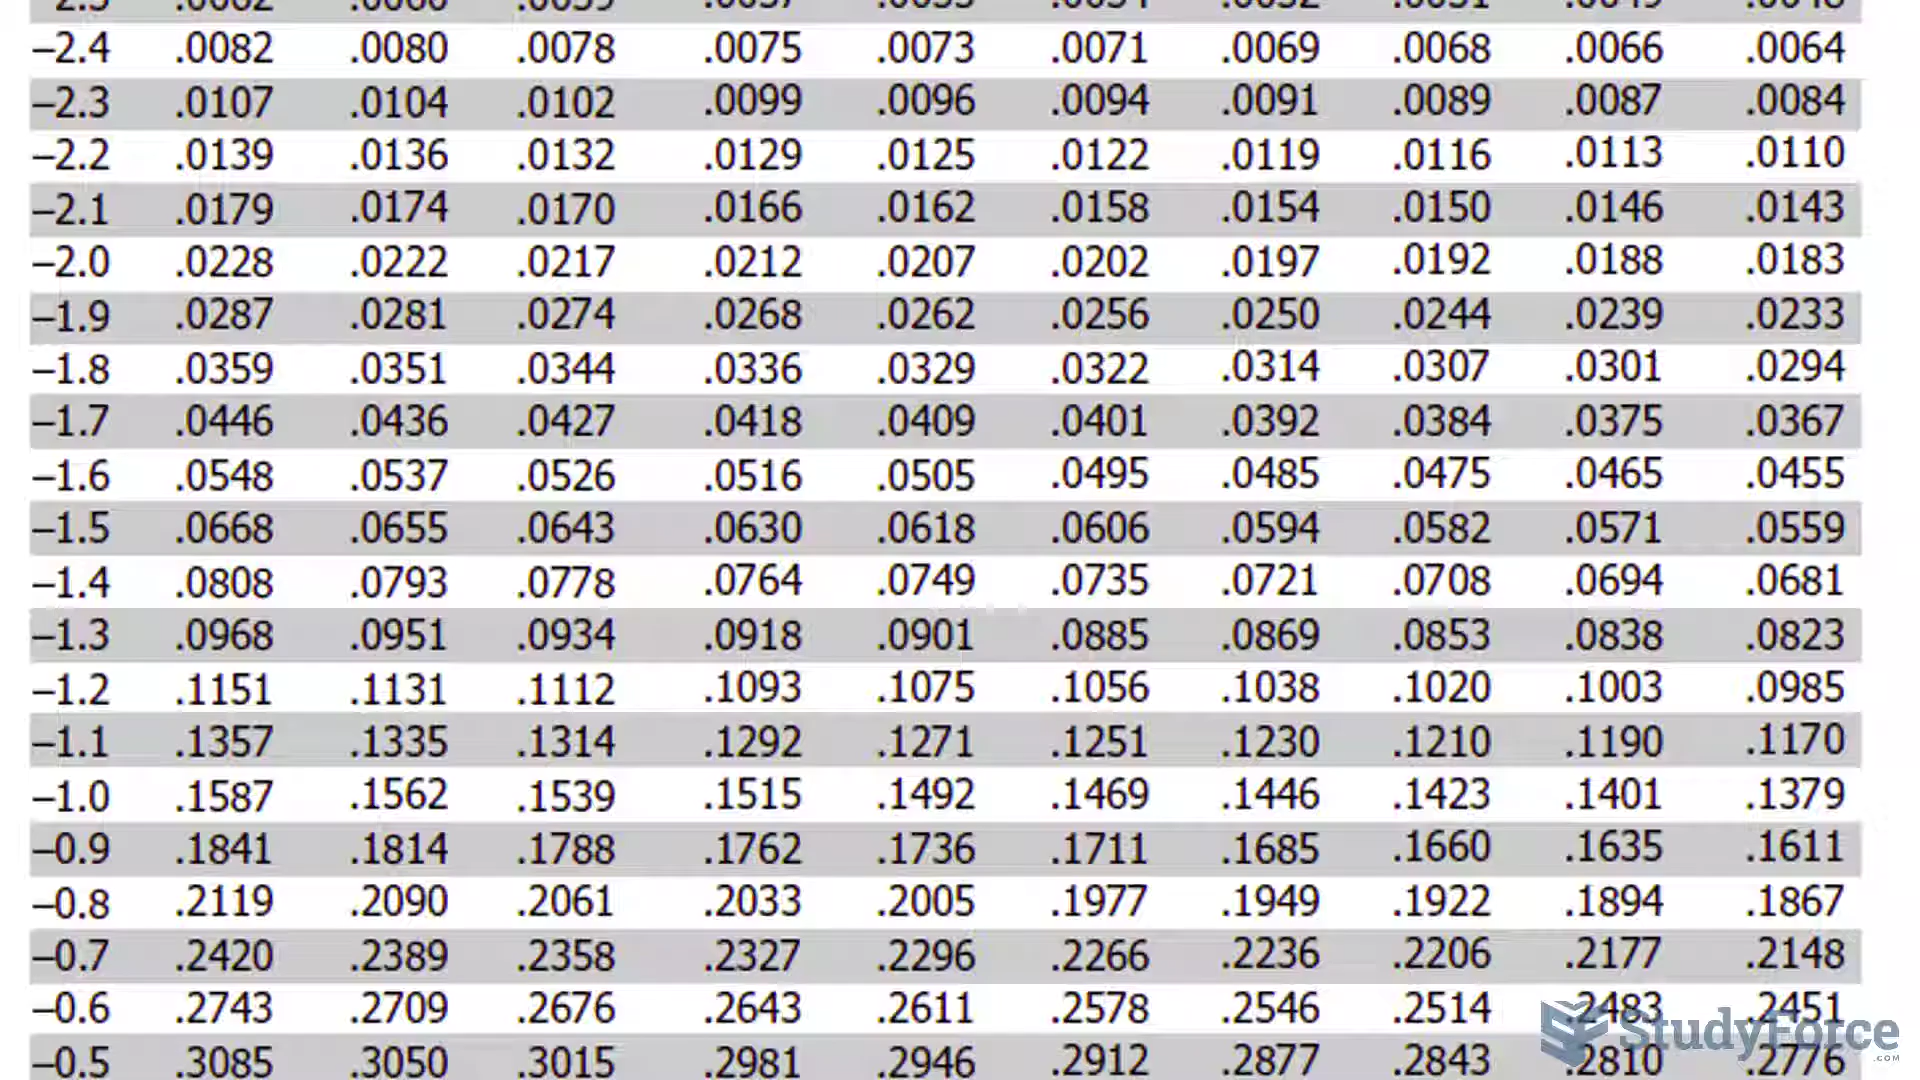 –2.4 .0082 .0080 .0078 .0075 .0073 .0071 .0069 .0068 .0066 .0064
–2.3 .0107 .0104 .0102 .0099 .0096 .0094 .0091 .0089 .0087 .0084
–2.2 .0139 .0136 .0132 .0129 .0125 .0122 .0119 .0116 .0113 .0110
–2.1 .0179 .0174 .0170 .0166 .0162 .0158 .0154 .0150 .0146 .0143
–2.0 .0228 .0222 .0217 .0212 .0207 .0202 .0197 .0192 .0188 .0183
–1.9 .0287 .0281 .0274 .0268 .0262 .0256 .0250 .0244 .0239 .0233
–1.8 .0359 .0351 .0344 .0336 .0329 .0322 .0314 .0307 .0301 .0294
–1.7 .0446 .0436 .0427 .0418 .0409 .0401 .0392 .0384 .0375 .0367
–1.6 .0548 .0537 .0526 .0516 .0505 .0495 .0485 .0475 .0465 .0455
–1.5 .0668 .0655 .0643 .0630 .0618 .0606 .0594 .0582 .0571 .0559
–1.4 .0808 .0793 .0778 .0764 .0749 .0735 .0721 .0708 .0694 .0681
–1.3 .0968 .0951 .0934 .0918 .0901 .0885 .0869 .0853 .0838 .0823
–1.2 .1151 .1131 .1112 .1093 .1075 .1056 .1038 .1020 .1003 .0985
–1.1 .1357 .1335 .1314 .1292 .1271 .1251 .1230 .1210 .1190 .1170
–1.0 .1587 .1562 .1539 .1515 .1492 .1469 .1446 .1423 .1401 .1379
–0.9 .1841 .1814 .1788 .1762 .1736 .1711 .1685 .1660 .1635 .1611
–0.8 .2119 .2090 .2061 .2033 .2005 .1977 .1949 .1922 .1894 .1867
–0.7 .2420 .2389 .2358 .2327 .2296 .2266 .2236 .2206 .2177 .2148
–0.6 .2743 .2709 .2676 .2643 .2611 .2578 .2546 .2514 .2483 .2451
–0.5 .3085 .3050 .3015 .2981 .2946 .2912 .2877 .2843 .2810 .2776
StudyForce
.COM